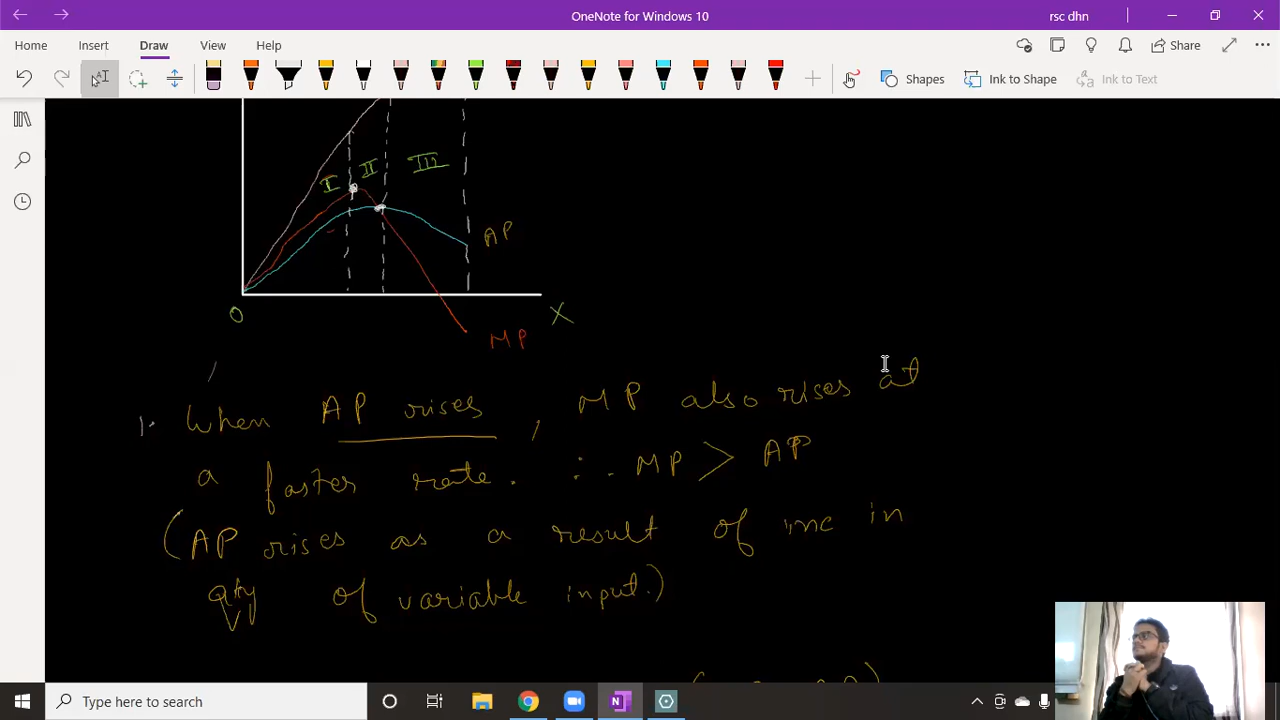 OneNote for Windows 10
rsc dhn
Home Insert Draw View Help
Share
Shapes
Ink to Shape
Ink to Text
I II III
AP
O X
MP
1. When AP rises, MP also rises at
a faster rate. ∴ MP > AP
(AP rises as a result of inc in
qty of variable input.)
Type here to search